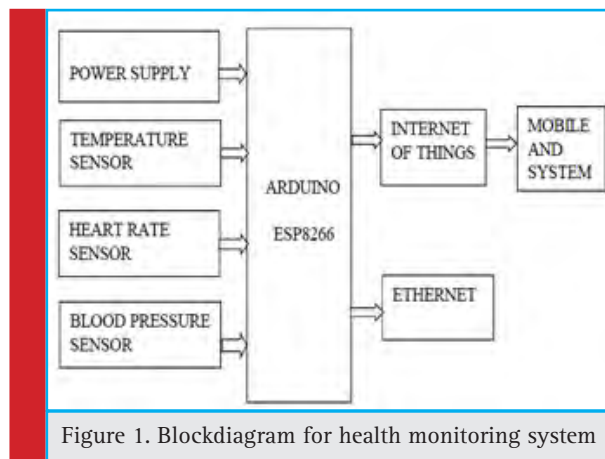 POWER SUPPLY
TEMPERATURE
SENSOR
HEART RATE
SENSOR
BLOOD PRESSURE
SENSOR
ARDUINO
ESP8266
INTERNET
OF THINGS
MOBILE
AND
SYSTEM
ETHERNET
Figure 1. Blockdiagram for health monitoring system